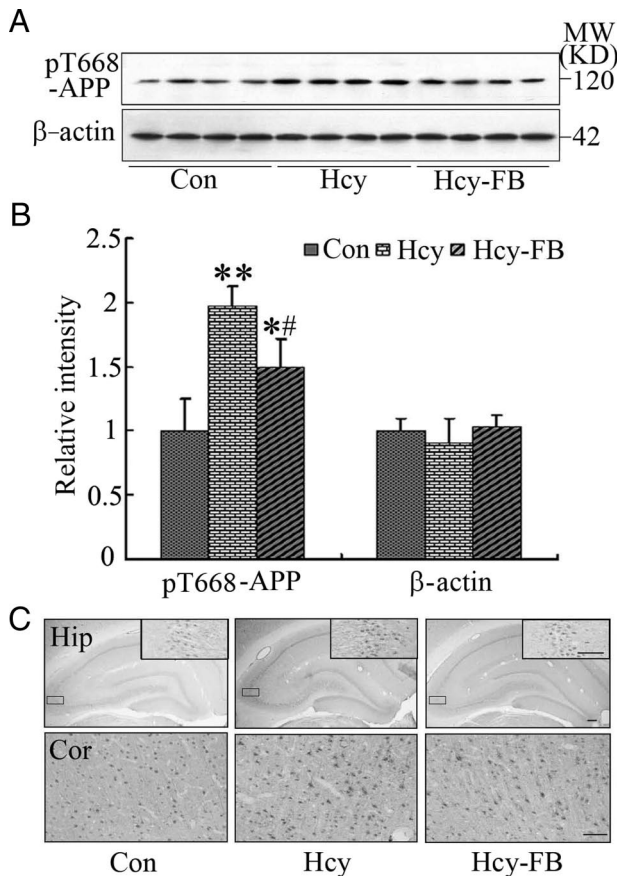 A
MW
(KD)
pT668
-APP
120
β-actin
42
Con Hcy Hcy-FB
B
2.5
Con Hcy Hcy-FB
**
2
*#
1.5
1
0.5
0
Relative intensity
pT668-APP β-actin
C
Hip
Cor
Con Hcy Hcy-FB